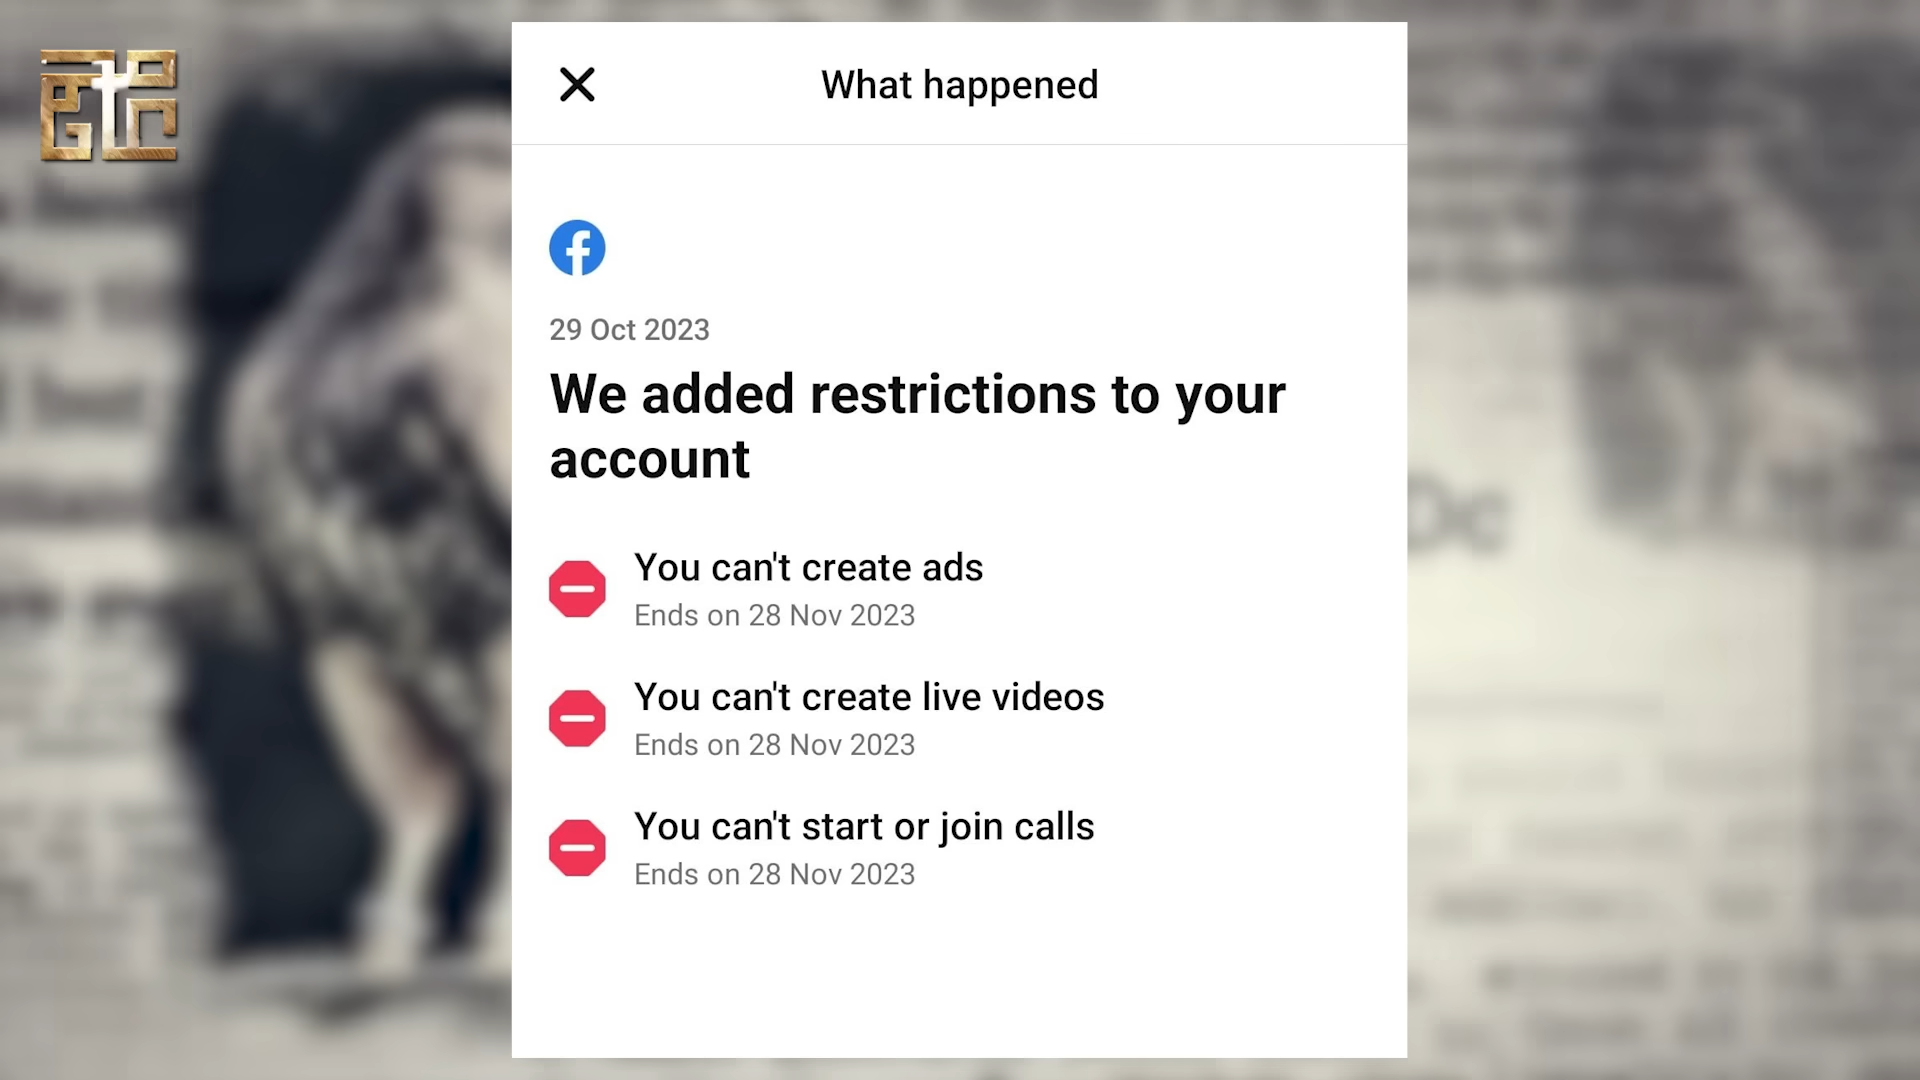 What happened
29 Oct 2023
We added restrictions to your
account
You can't create ads
Ends on 28 Nov 2023
You can't create live videos
Ends on 28 Nov 2023
You can't start or join calls
Ends on 28 Nov 2023